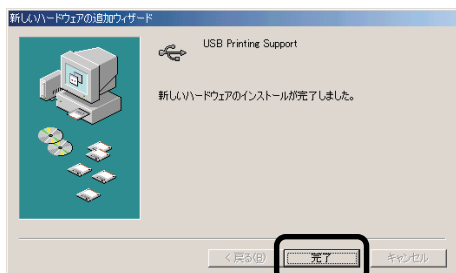 新しいハードウェアの追加ウィザード
USB Printing Support
新しいハードウェアのインストールが完了しました。
< 戻る(B)
完了
キャンセル